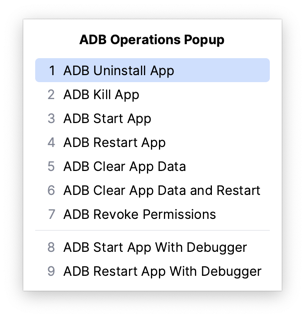 ADB Operations Popup
1 ADB Uninstall App
2 ADB Kill App
3 ADB Start App
4 ADB Restart App
5 ADB Clear App Data
6 ADB Clear App Data and Restart
7 ADB Revoke Permissions
8 ADB Start App With Debugger
9 ADB Restart App With Debugger